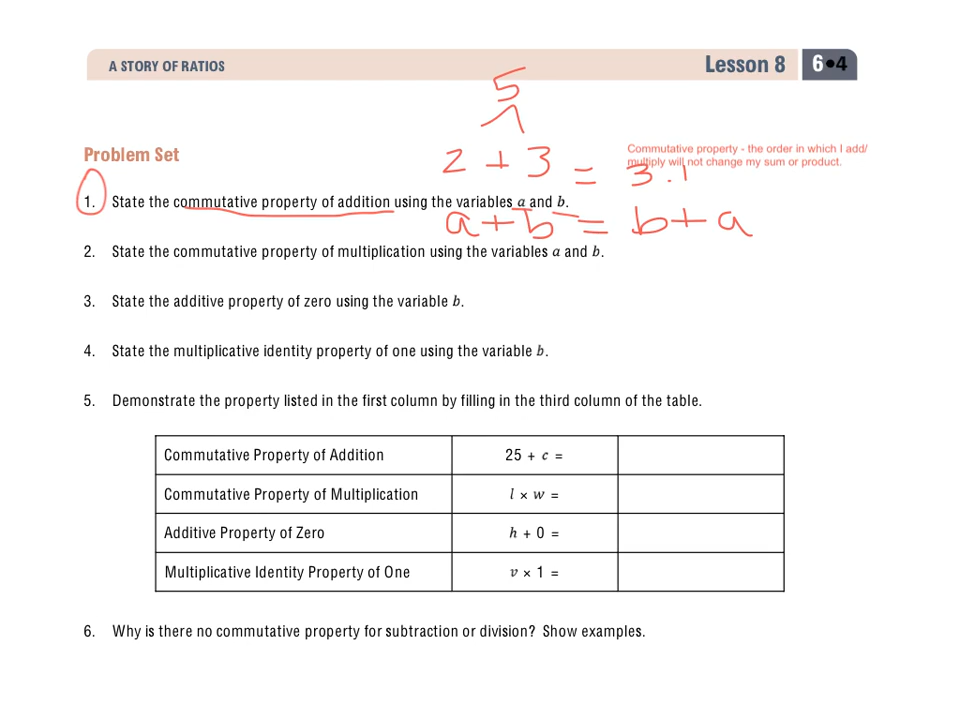 A STORY OF RATIOS
Lesson 8
6•4
5
Problem Set
2 + 3 = 3 .
Commutative property - the order in which I add/
multiply will not change my sum or product.
1. State the commutative property of addition using the variables a and b.
a + b = b + a
2. State the commutative property of multiplication using the variables a and b.
3. State the additive property of zero using the variable b.
4. State the multiplicative identity property of one using the variable b.
5. Demonstrate the property listed in the first column by filling in the third column of the table.
Commutative Property of Addition 25 + c =
Commutative Property of Multiplication l × w =
Additive Property of Zero h + 0 =
Multiplicative Identity Property of One v × 1 =
6. Why is there no commutative property for subtraction or division? Show examples.